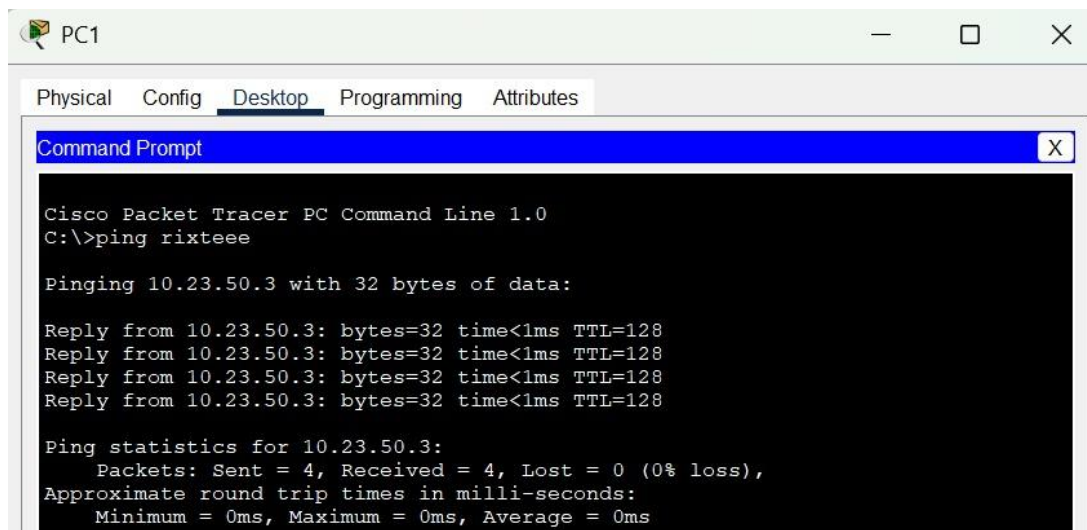 PC1
Physical Config Desktop Programming Attributes
Command Prompt
X
Cisco Packet Tracer PC Command Line 1.0
C:\>ping rixteee
Pinging 10.23.50.3 with 32 bytes of data:
Reply from 10.23.50.3: bytes=32 time<1ms TTL=128
Reply from 10.23.50.3: bytes=32 time<1ms TTL=128
Reply from 10.23.50.3: bytes=32 time<1ms TTL=128
Reply from 10.23.50.3: bytes=32 time<1ms TTL=128
Ping statistics for 10.23.50.3:
Packets: Sent = 4, Received = 4, Lost = 0 (0% loss),
Approximate round trip times in milli-seconds:
Minimum = 0ms, Maximum = 0ms, Average = 0ms